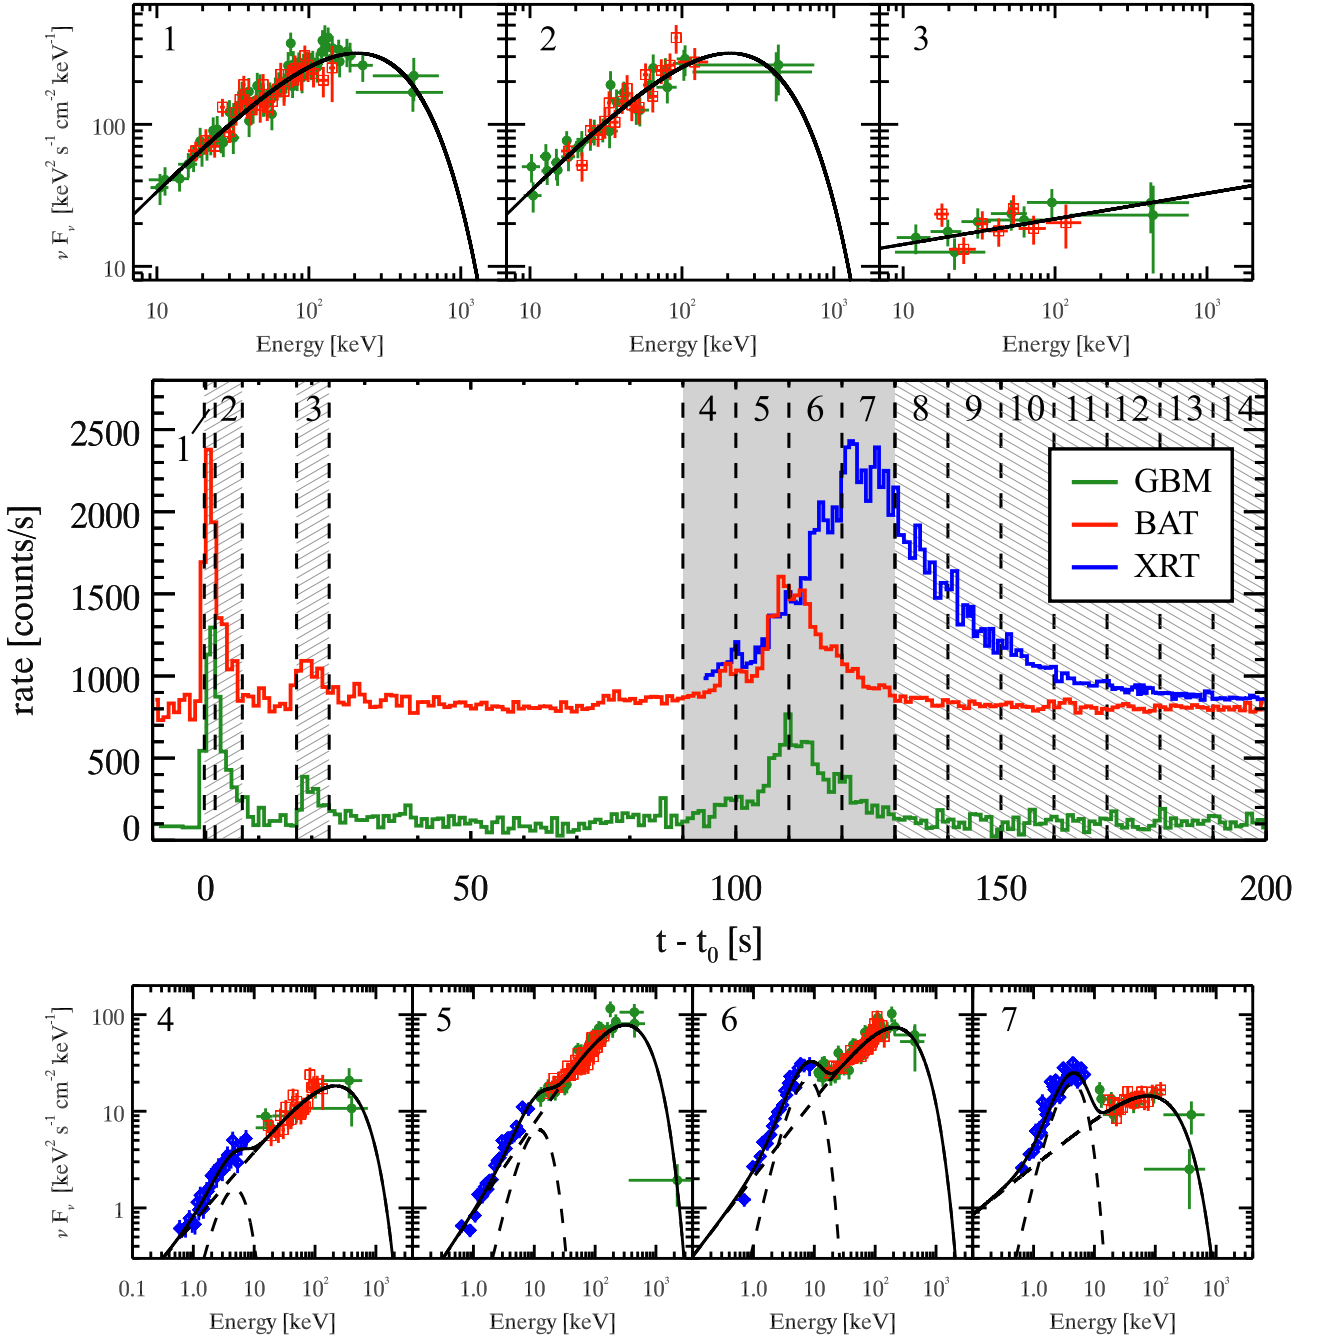 1 2 3
ν Fν [keV² s⁻¹ cm⁻² keV⁻¹]
100
10
10 10² 10³ 10 10² 10³ 10 10² 10³
Energy [keV] Energy [keV] Energy [keV]
1 2 3 4 5 6 7 8 9 10 11 12 13 14
rate [counts/s]
2500
2000
1500
1000
500
0
GBM
BAT
XRT
0 50 100 150 200
t - t₀ [s]
4 5 6 7
ν Fν [keV² s⁻¹ cm⁻² keV⁻¹]
100
10
1
0.1 1.0 10 10² 10³ 1.0 10 10² 10³ 1.0 10 10² 10³ 1.0 10 10² 10³
Energy [keV] Energy [keV] Energy [keV] Energy [keV]